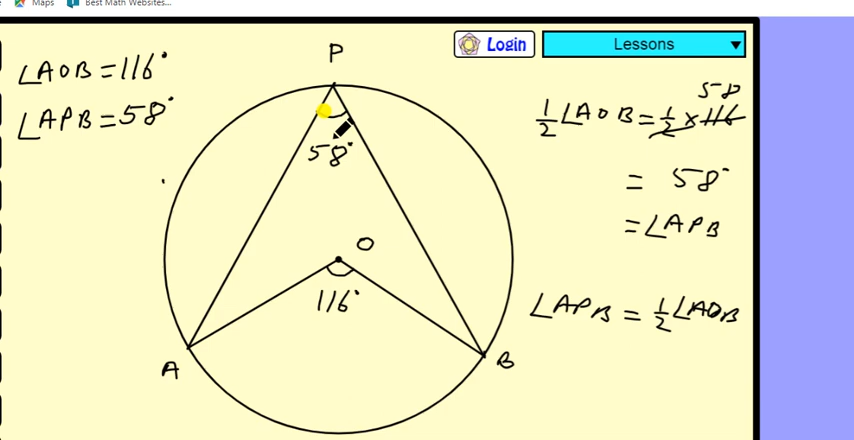 Maps Best Math Websites...
Login Lessons
∠AOB = 116°
∠APB = 58°
P
58°
O
116°
A
B
58
½∠AOB = ½ × 116
= 58°
= ∠APB
∠APB = ½∠AOB